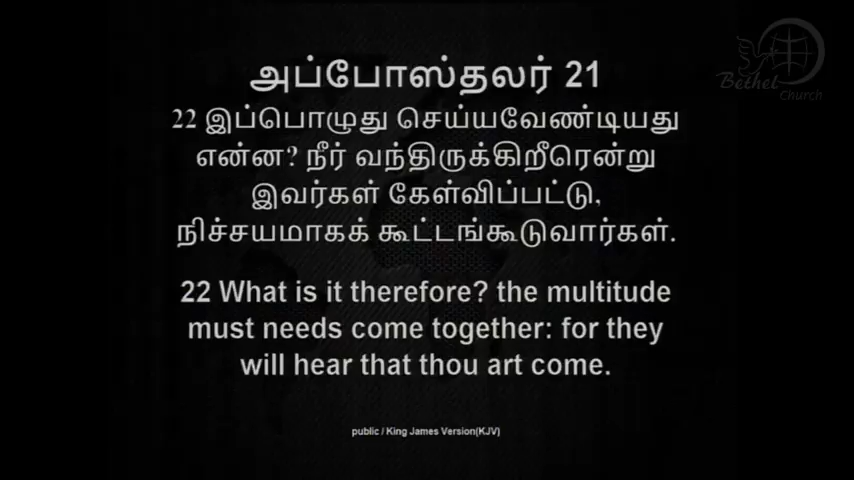 அப்போஸ்தலர் 21
22 இப்பொழுது செய்யவேண்டியது
என்ன? நீர் வந்திருக்கிறீரென்று
இவர்கள் கேள்விப்பட்டு,
நிச்சயமாகக் கூட்டங்கூடுவார்கள்.
22 What is it therefore? the multitude
must needs come together: for they
will hear that thou art come.
public / King James Version(KJV)
Bethel
Church